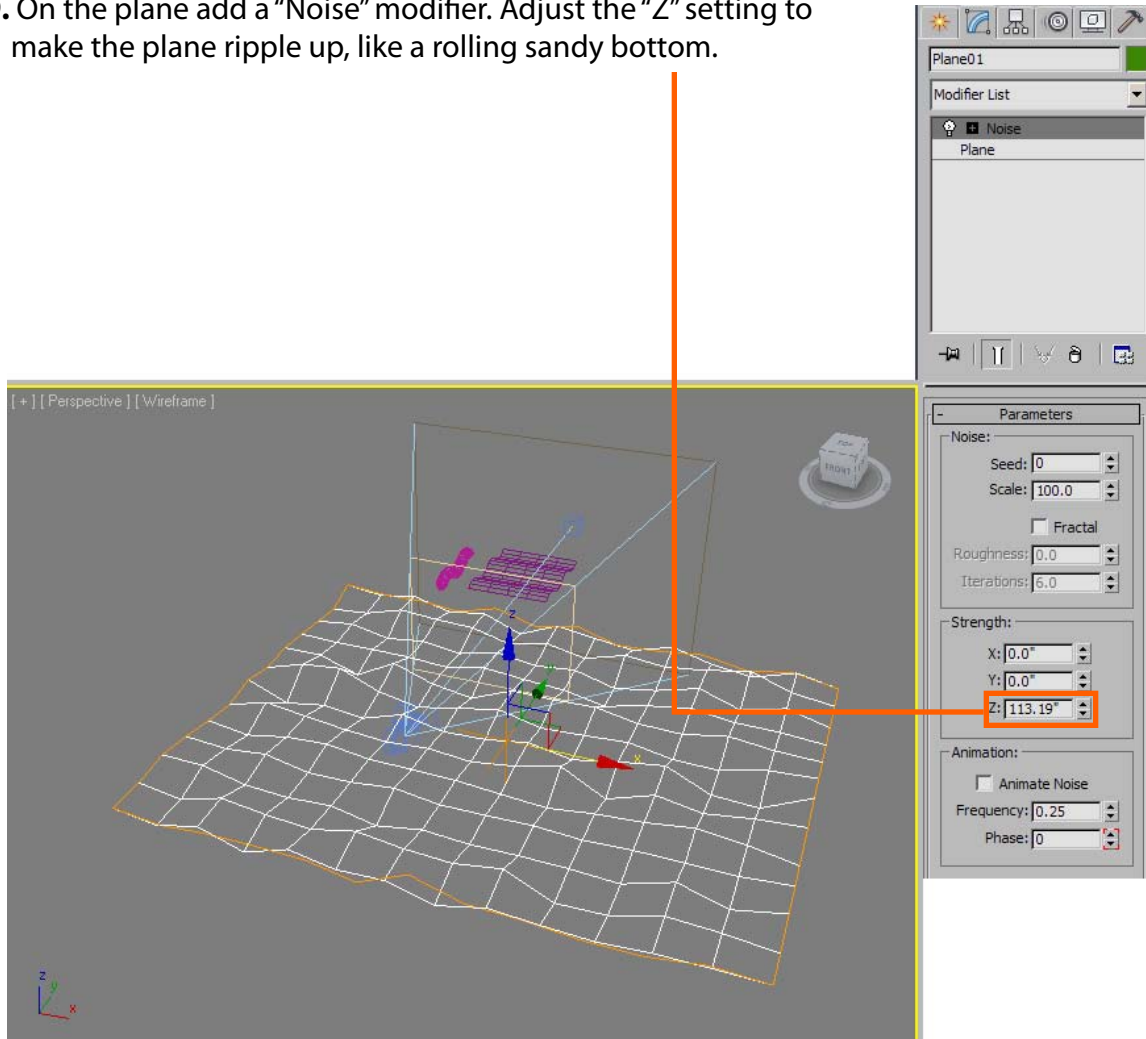 . On the plane add a “Noise” modifier. Adjust the “Z” setting to
make the plane ripple up, like a rolling sandy bottom.
Plane01
Modifier List
Noise
Plane
[ + ] [ Perspective ] [ Wireframe ]
TOP
FRONT
z
y
x
z
y
x
- Parameters
Noise:
Seed: 0
Scale: 100.0
Fractal
Roughness: 0.0
Iterations: 6.0
Strength:
X: 0.0"
Y: 0.0"
Z: 113.19"
Animation:
Animate Noise
Frequency: 0.25
Phase: 0